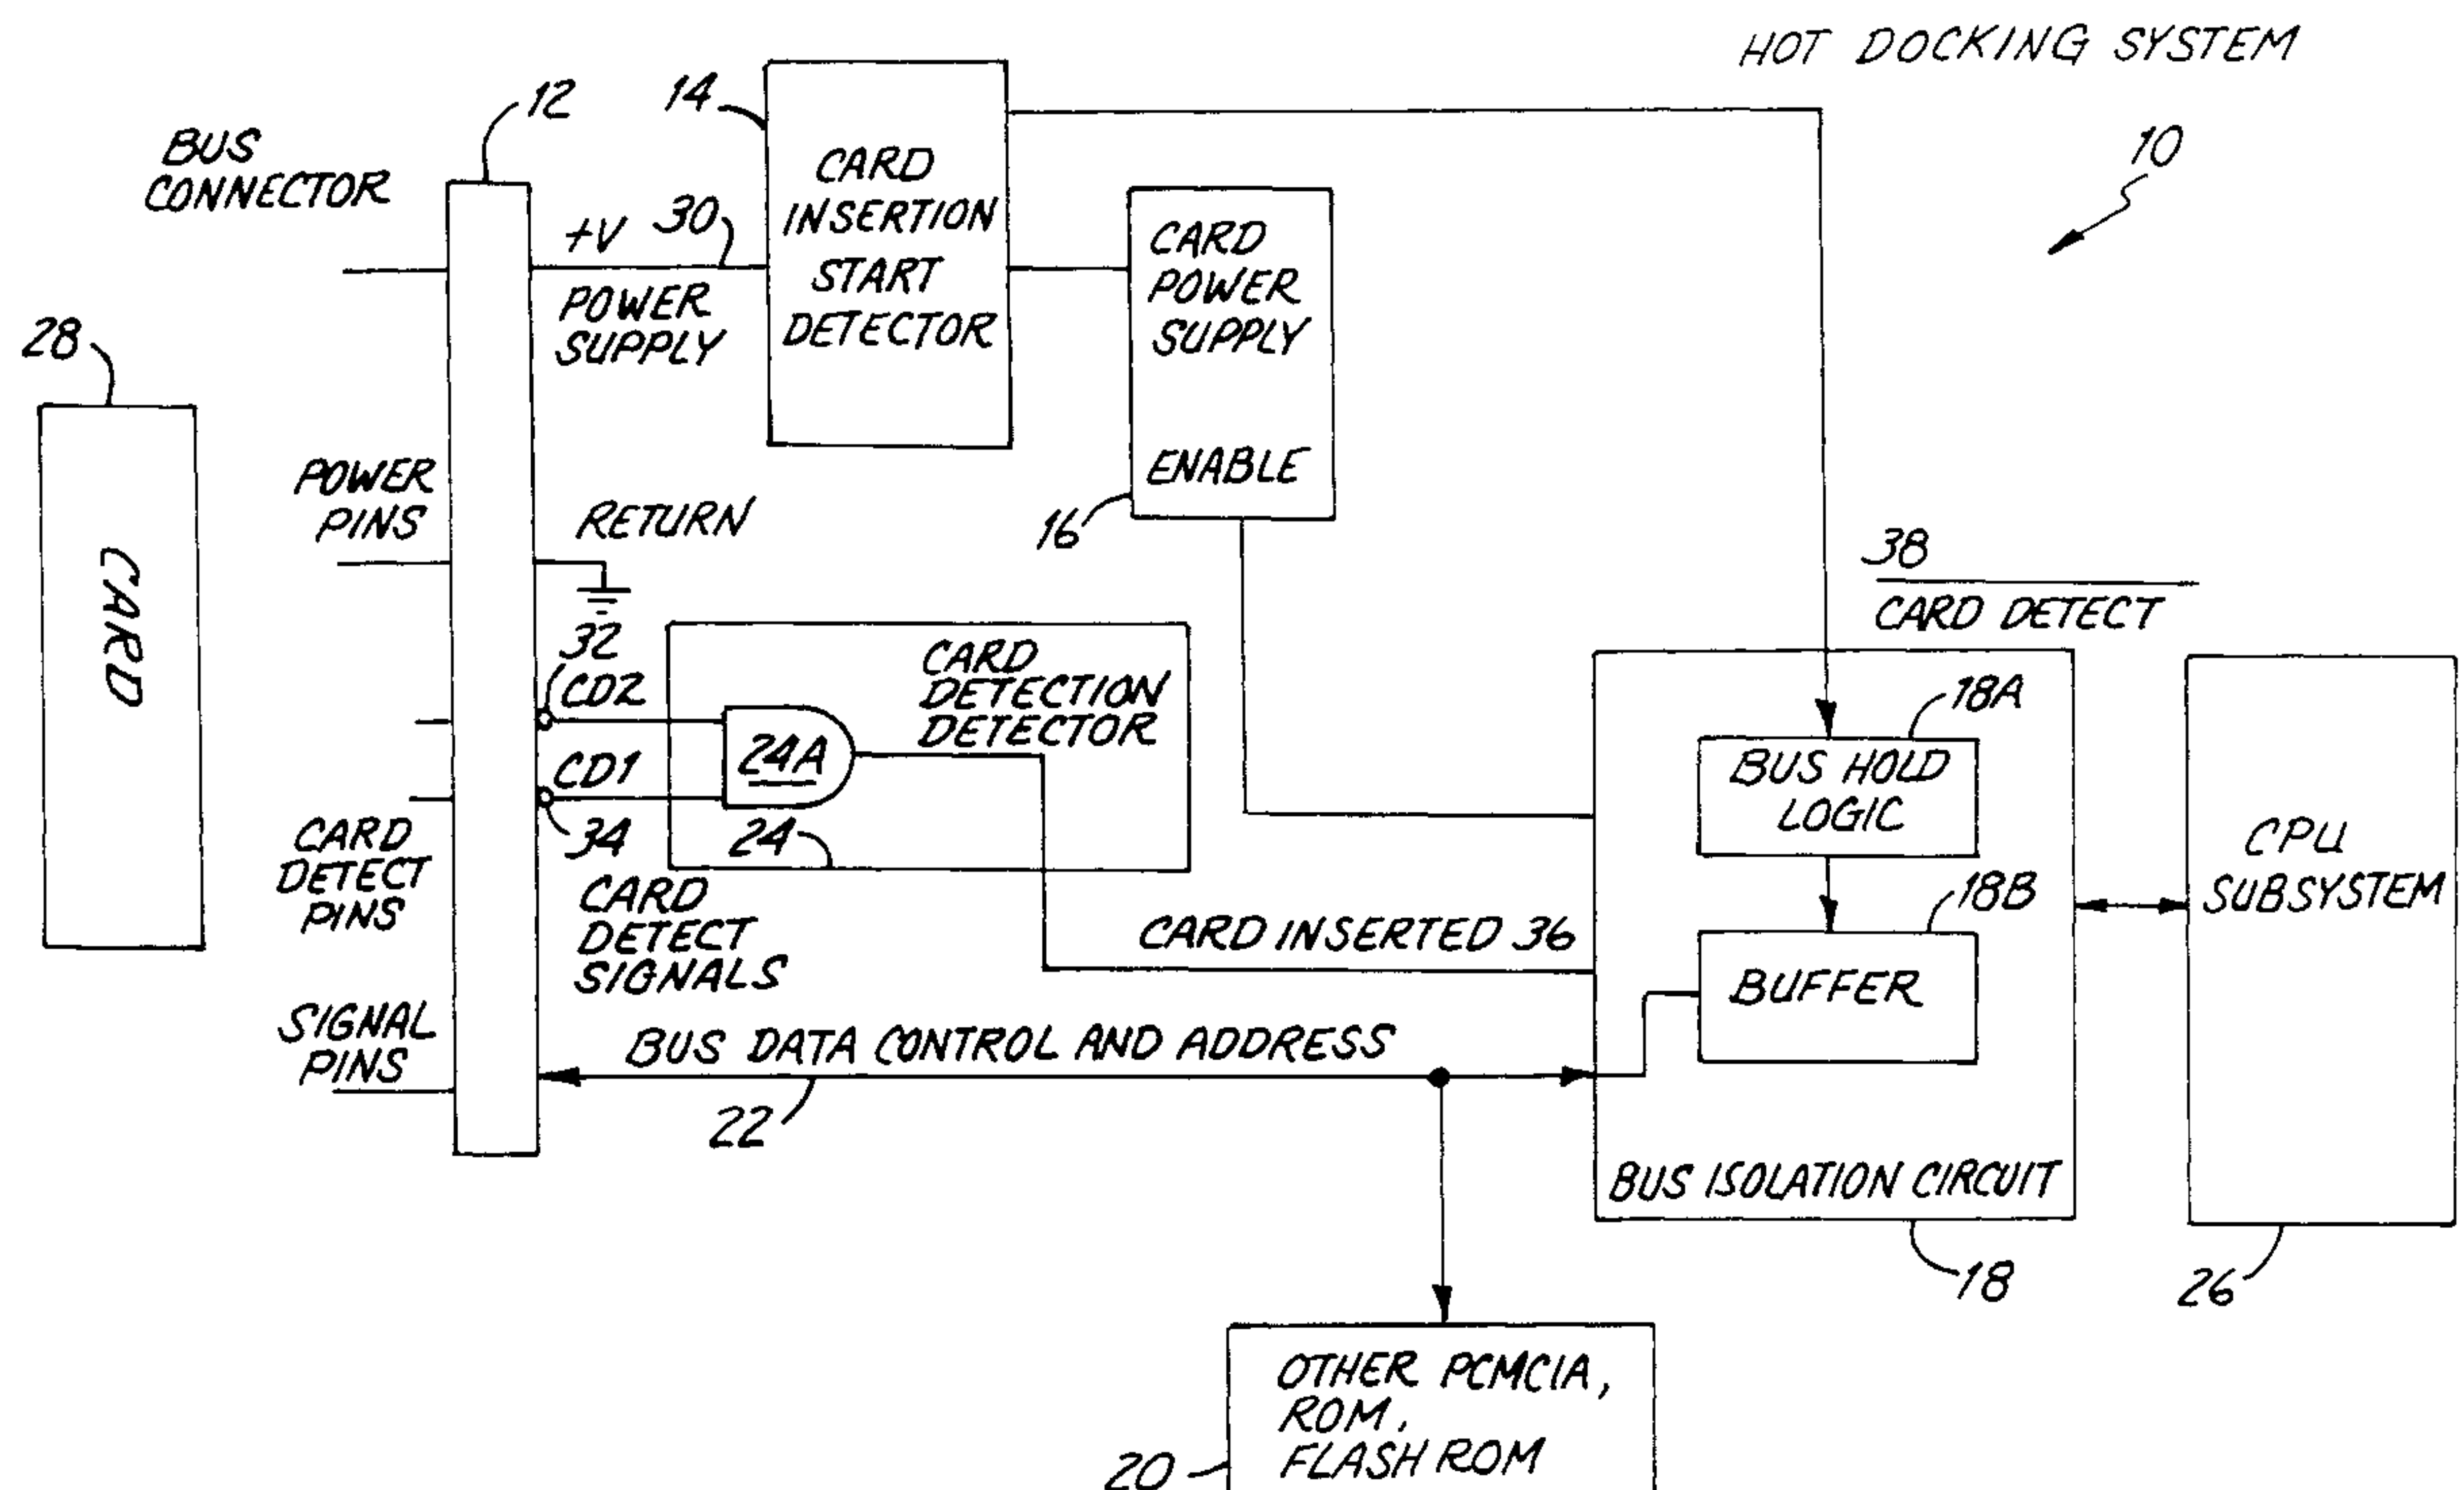 HOT DOCKING SYSTEM
10
12
14
BUS
CONNECTOR
+V
30
POWER
SUPPLY
CARD
INSERTION
START
DETECTOR
CARD
POWER
SUPPLY
ENABLE
16
28
CARD
POWER
PINS
RETURN
38
CARD DETECT
32
CD2
CD1
34
24A
CARD
DETECTION
DETECTOR
24
CARD
DETECT
PINS
CARD
DETECT
SIGNALS
CARD INSERTED 36
18A
BUS HOLD
LOGIC
18B
BUFFER
CPU
SUBSYSTEM
SIGNAL
PINS
BUS DATA CONTROL AND ADDRESS
22
BUS ISOLATION CIRCUIT
18
26
OTHER PCMCIA,
ROM,
FLASH ROM
20